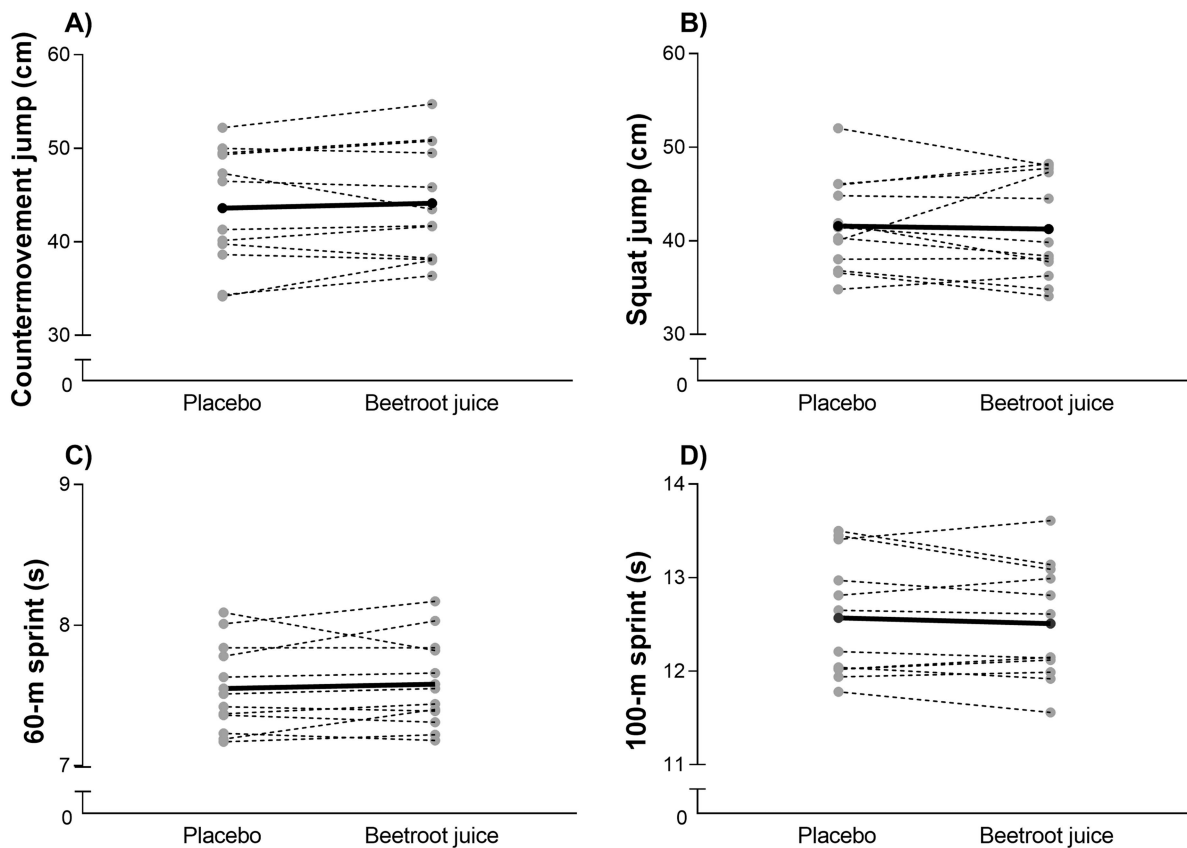 A)
Countermovement jump (cm)
60
50
40
30
0
Placebo Beetroot juice
B)
Squat jump (cm)
60
50
40
30
0
Placebo Beetroot juice
C)
60-m sprint (s)
9
8
7
0
Placebo Beetroot juice
D)
100-m sprint (s)
14
13
12
11
0
Placebo Beetroot juice